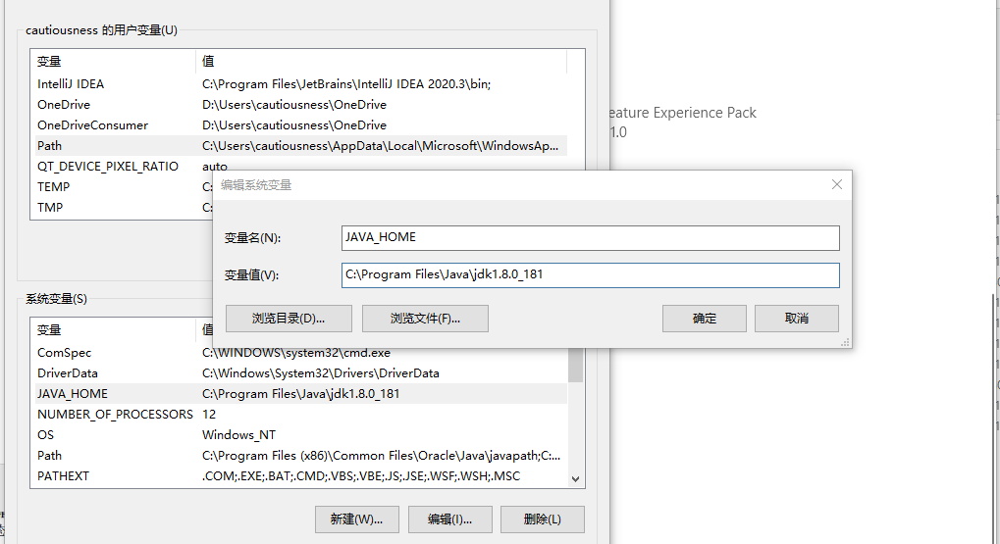 cautiousness 的用户变量(U)
变量 值
IntelliJ IDEA C:\Program Files\JetBrains\IntelliJ IDEA 2020.3\bin;
OneDrive D:\Users\cautiousness\OneDrive
OneDriveConsumer D:\Users\cautiousness\OneDrive
Path C:\Users\cautiousness\AppData\Local\Microsoft\WindowsAp...
QT_DEVICE_PIXEL_RATIO auto
TEMP C:
TMP C:
eature Experience Pack
1.0
编辑系统变量
变量名(N): JAVA_HOME
变量值(V): C:\Program Files\Java\jdk1.8.0_181
浏览目录(D)... 浏览文件(F)... 确定 取消
系统变量(S)
变量 值
ComSpec C:\WINDOWS\system32\cmd.exe
DriverData C:\Windows\System32\Drivers\DriverData
JAVA_HOME C:\Program Files\Java\jdk1.8.0_181
NUMBER_OF_PROCESSORS 12
OS Windows_NT
Path C:\Program Files (x86)\Common Files\Oracle\Java\javapath;C:...
PATHEXT .COM;.EXE;.BAT;.CMD;.VBS;.VBE;.JS;.JSE;.WSF;.WSH;.MSC
新建(W)... 编辑(I)... 删除(L)